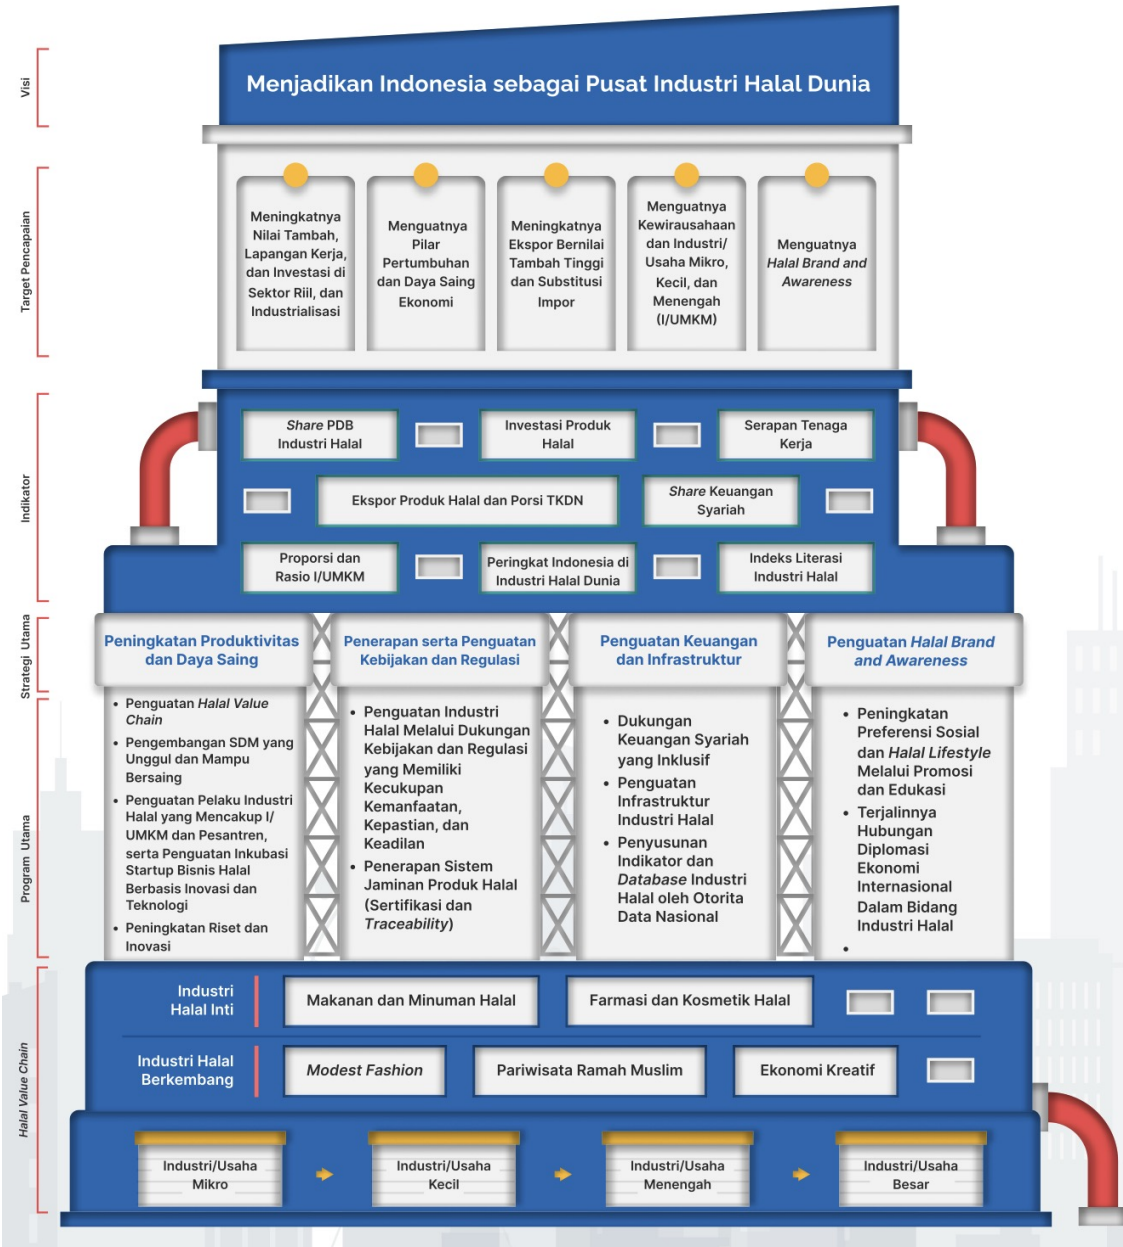 Visi
Menjadikan Indonesia sebagai Pusat Industri Halal Dunia
Target Pencapaian
Meningkatnya
Nilai Tambah,
Lapangan Kerja,
dan Investasi di
Sektor Riil, dan
Industrialisasi
Menguatnya
Pilar
Pertumbuhan
dan Daya Saing
Ekonomi
Meningkatnya
Ekspor Bernilai
Tambah Tinggi
dan Substitusi
Impor
Menguatnya
Kewirausahaan
dan Industri/
Usaha Mikro,
Kecil, dan
Menengah
(I/UMKM)
Menguatnya
Halal Brand and
Awareness
Indikator
Share PDB
Industri Halal
Investasi Produk
Halal
Serapan Tenaga
Kerja
Ekspor Produk Halal dan Porsi TKDN
Share Keuangan
Syariah
Proporsi dan
Rasio I/UMKM
Peringkat Indonesia di
Industri Halal Dunia
Indeks Literasi
Industri Halal
Strategi Utama
Peningkatan Produktivitas
dan Daya Saing
Penerapan serta Penguatan
Kebijakan dan Regulasi
Penguatan Keuangan
dan Infrastruktur
Penguatan Halal Brand
and Awareness
Program Utama
• Penguatan Halal Value
Chain
• Pengembangan SDM yang
Unggul dan Mampu
Bersaing
• Penguatan Pelaku Industri
Halal yang Mencakup I/
UMKM dan Pesantren,
serta Penguatan Inkubasi
Startup Bisnis Halal
Berbasis Inovasi dan
Teknologi
• Peningkatan Riset dan
Inovasi
• Penguatan Industri
Halal Melalui Dukungan
Kebijakan dan Regulasi
yang Memiliki
Kecukupan
Kemanfaatan,
Kepastian, dan
Keadilan
• Penerapan Sistem
Jaminan Produk Halal
(Sertifikasi dan
Traceability)
• Dukungan
Keuangan Syariah
yang Inklusif
• Penguatan
Infrastruktur
Industri Halal
• Penyusunan
Indikator dan
Database Industri
Halal oleh Otorita
Data Nasional
• Peningkatan
Preferensi Sosial
dan Halal Lifestyle
Melalui Promosi
dan Edukasi
• Terjalinnya
Hubungan
Diplomasi
Ekonomi
Internasional
Dalam Bidang
Industri Halal
•
Halal Value Chain
Industri
Halal Inti
Makanan dan Minuman Halal
Farmasi dan Kosmetik Halal
Industri Halal
Berkembang
Modest Fashion
Pariwisata Ramah Muslim
Ekonomi Kreatif
Industri/Usaha
Mikro
Industri/Usaha
Kecil
Industri/Usaha
Menengah
Industri/Usaha
Besar